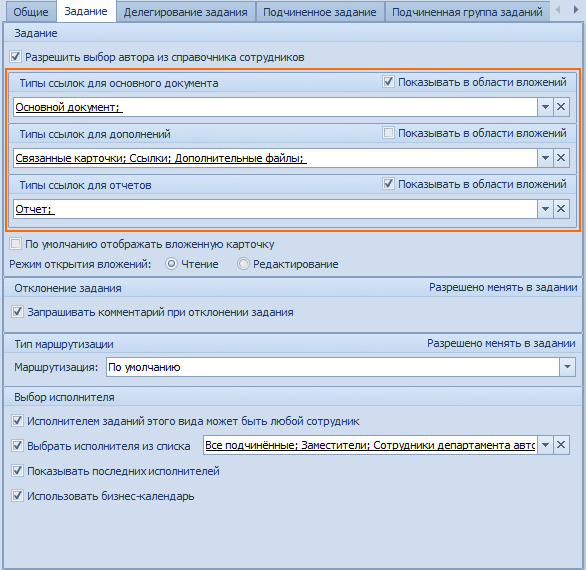 Общие Задание Делегирование задания Подчиненное задание Подчиненная группа заданий
Задание
Разрешить выбор автора из справочника сотрудников
Типы ссылок для основного документа Показывать в области вложений
Основной документ;
Типы ссылок для дополнений Показывать в области вложений
Связанные карточки; Ссылки; Дополнительные файлы;
Типы ссылок для отчетов Показывать в области вложений
Отчет;
По умолчанию отображать вложенную карточку
Режим открытия вложений: Чтение Редактирование
Отклонение задания Разрешено менять в задании
Запрашивать комментарий при отклонении задания
Тип маршрутизации Разрешено менять в задании
Маршрутизация: По умолчанию
Выбор исполнителя
Исполнителем заданий этого вида может быть любой сотрудник
Выбрать исполнителя из списка Все подчинённые; Заместители; Сотрудники департамента авто
Показывать последних исполнителей
Использовать бизнес-календарь